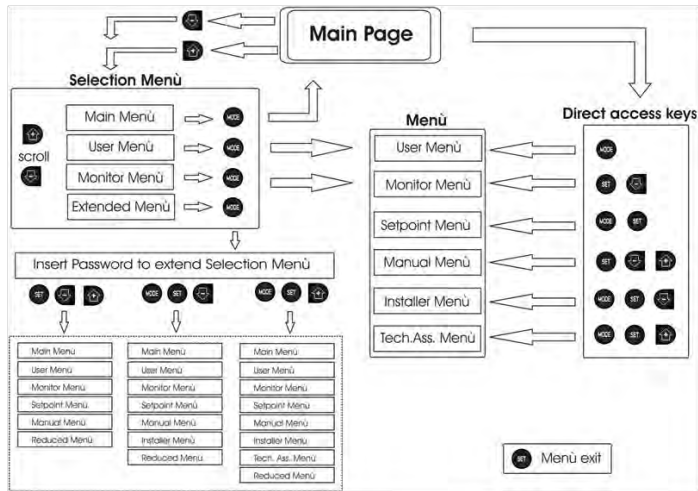 Main Page
Selection Menù
Main Menù
MODE
User Menù
MODE
scroll
Monitor Menù
MODE
Extended Menù
MODE
Insert Password to extend Selection Menù
SET
MODE SET
MODE SET
Main Menù
User Menù
Monitor Menù
Setpoint Menù
Manual Menù
Reduced Menù
Main Menù
User Menù
Monitor Menù
Setpoint Menù
Manual Menù
Installer Menù
Reduced Menù
Main Menù
User Menù
Monitor Menù
Setpoint Menù
Manual Menù
Installer Menù
Tech. Ass. Menù
Reduced Menù
Menù
User Menù
Monitor Menù
Setpoint Menù
Manual Menù
Installer Menù
Tech.Ass. Menù
Direct access keys
MODE
SET
MODE SET
SET
MODE SET
MODE SET
SET Menù exit